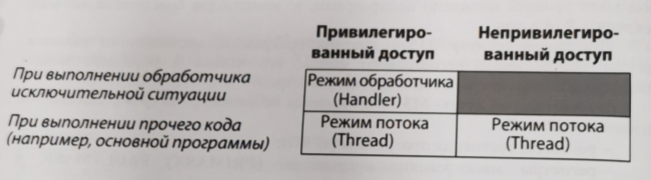 Привилегиро-
ванный доступ
Непривилегиро-
ванный доступ
При выполнении обработчика
исключительной ситуации
Режим обработчика
(Handler)
При выполнении прочего кода
(например, основной программы)
Режим потока
(Thread)
Режим потока
(Thread)